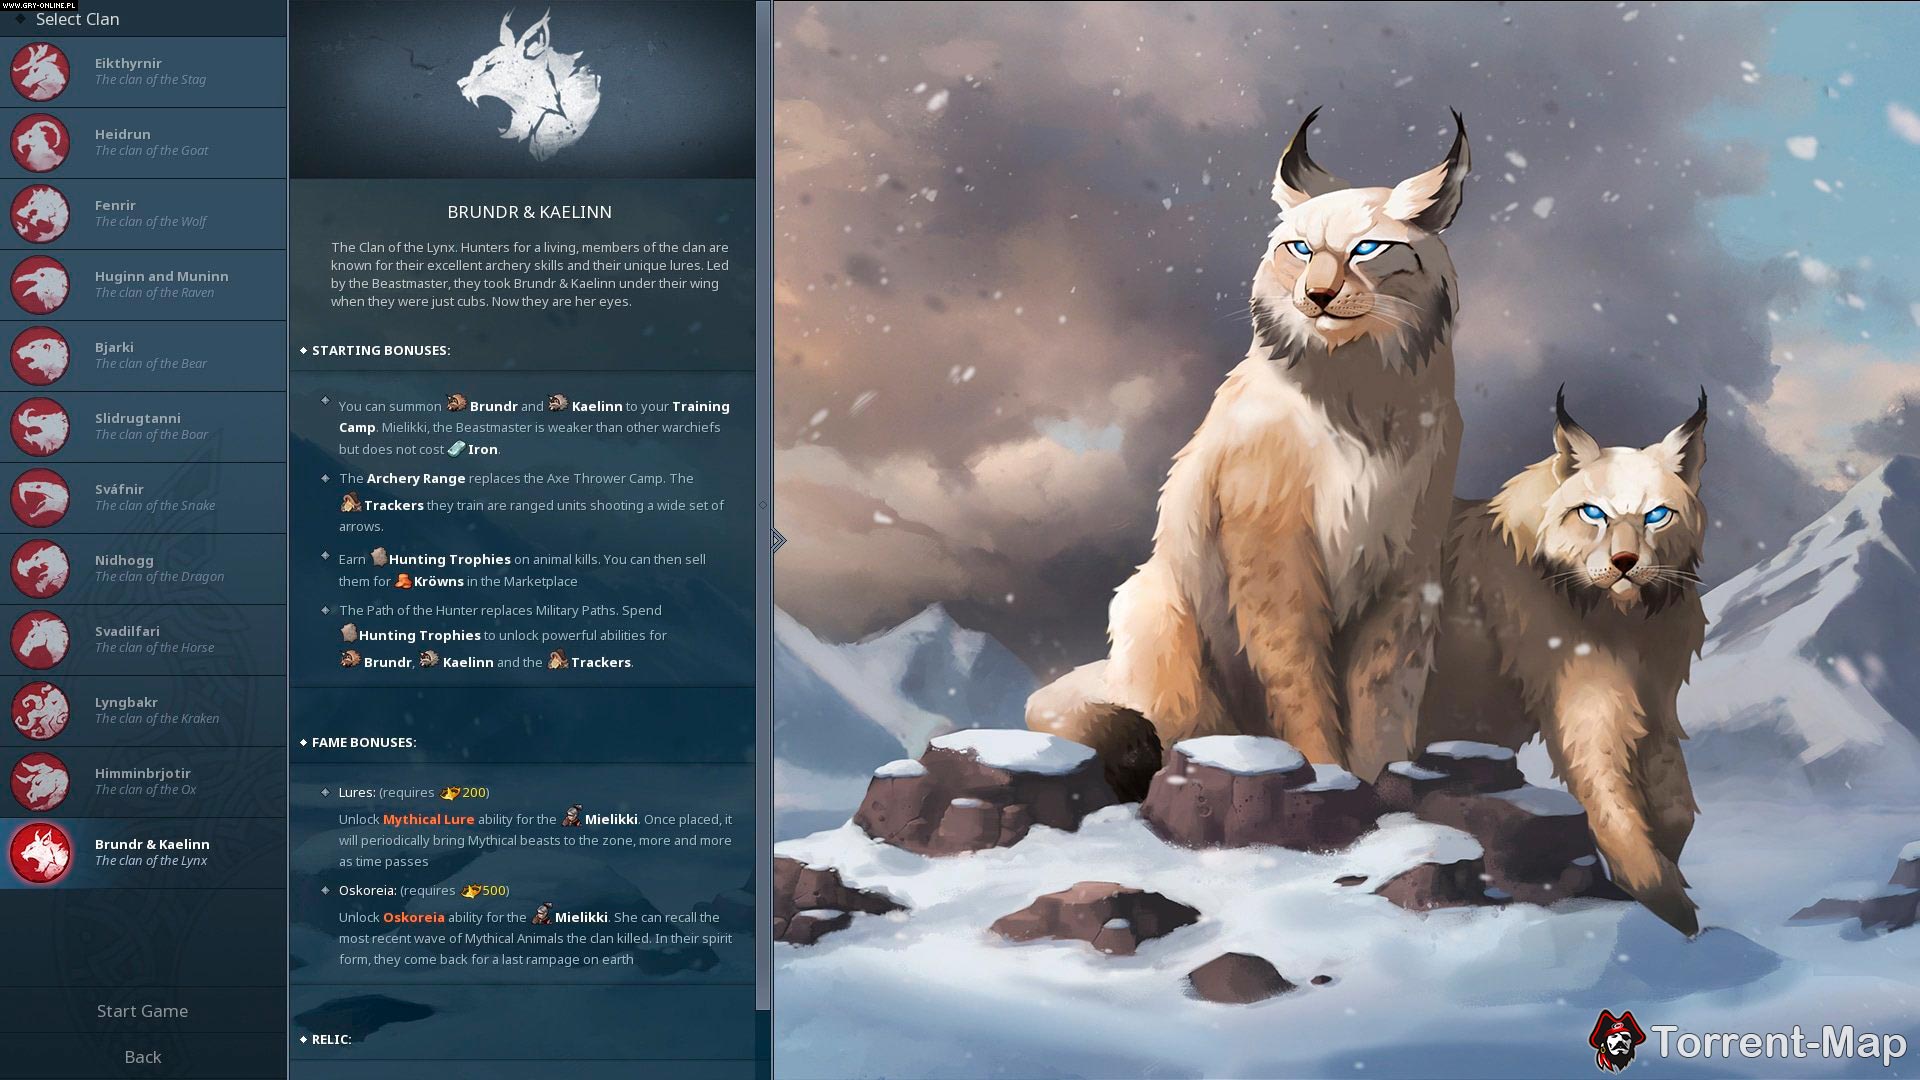 WWW.GRY-ONLINE.PL
Select Clan
Eikthyrnir
The clan of the Stag
Heidrun
The clan of the Goat
Fenrir
The clan of the Wolf
Huginn and Muninn
The clan of the Raven
Bjarki
The clan of the Bear
Slidrugtanni
The clan of the Boar
Sváfnir
The clan of the Snake
Nidhogg
The clan of the Dragon
Svadilfari
The clan of the Horse
Lyngbakr
The clan of the Kraken
Himminbrjotir
The clan of the Ox
Brundr & Kaelinn
The clan of the Lynx
Start Game
Back
BRUNDR & KAELINN
The Clan of the Lynx. Hunters for a living, members of the clan are
known for their excellent archery skills and their unique lures. Led
by the Beastmaster, they took Brundr & Kaelinn under their wing
when they were just cubs. Now they are her eyes.
STARTING BONUSES:
You can summon Brundr and Kaelinn to your Training
Camp. Mielikki, the Beastmaster is weaker than other warchiefs
but does not cost Iron.
The Archery Range replaces the Axe Thrower Camp. The
Trackers they train are ranged units shooting a wide set of
arrows.
Earn Hunting Trophies on animal kills. You can then sell
them for Kröwns in the Marketplace
The Path of the Hunter replaces Military Paths. Spend
Hunting Trophies to unlock powerful abilities for
Brundr, Kaelinn and the Trackers.
FAME BONUSES:
Lures: (requires 200)
Unlock Mythical Lure ability for the Mielikki. Once placed, it
will periodically bring Mythical beasts to the zone, more and more
as time passes
Oskoreia: (requires 500)
Unlock Oskoreia ability for the Mielikki. She can recall the
most recent wave of Mythical Animals the clan killed. In their spirit
form, they come back for a last rampage on earth
RELIC:
Torrent-Map